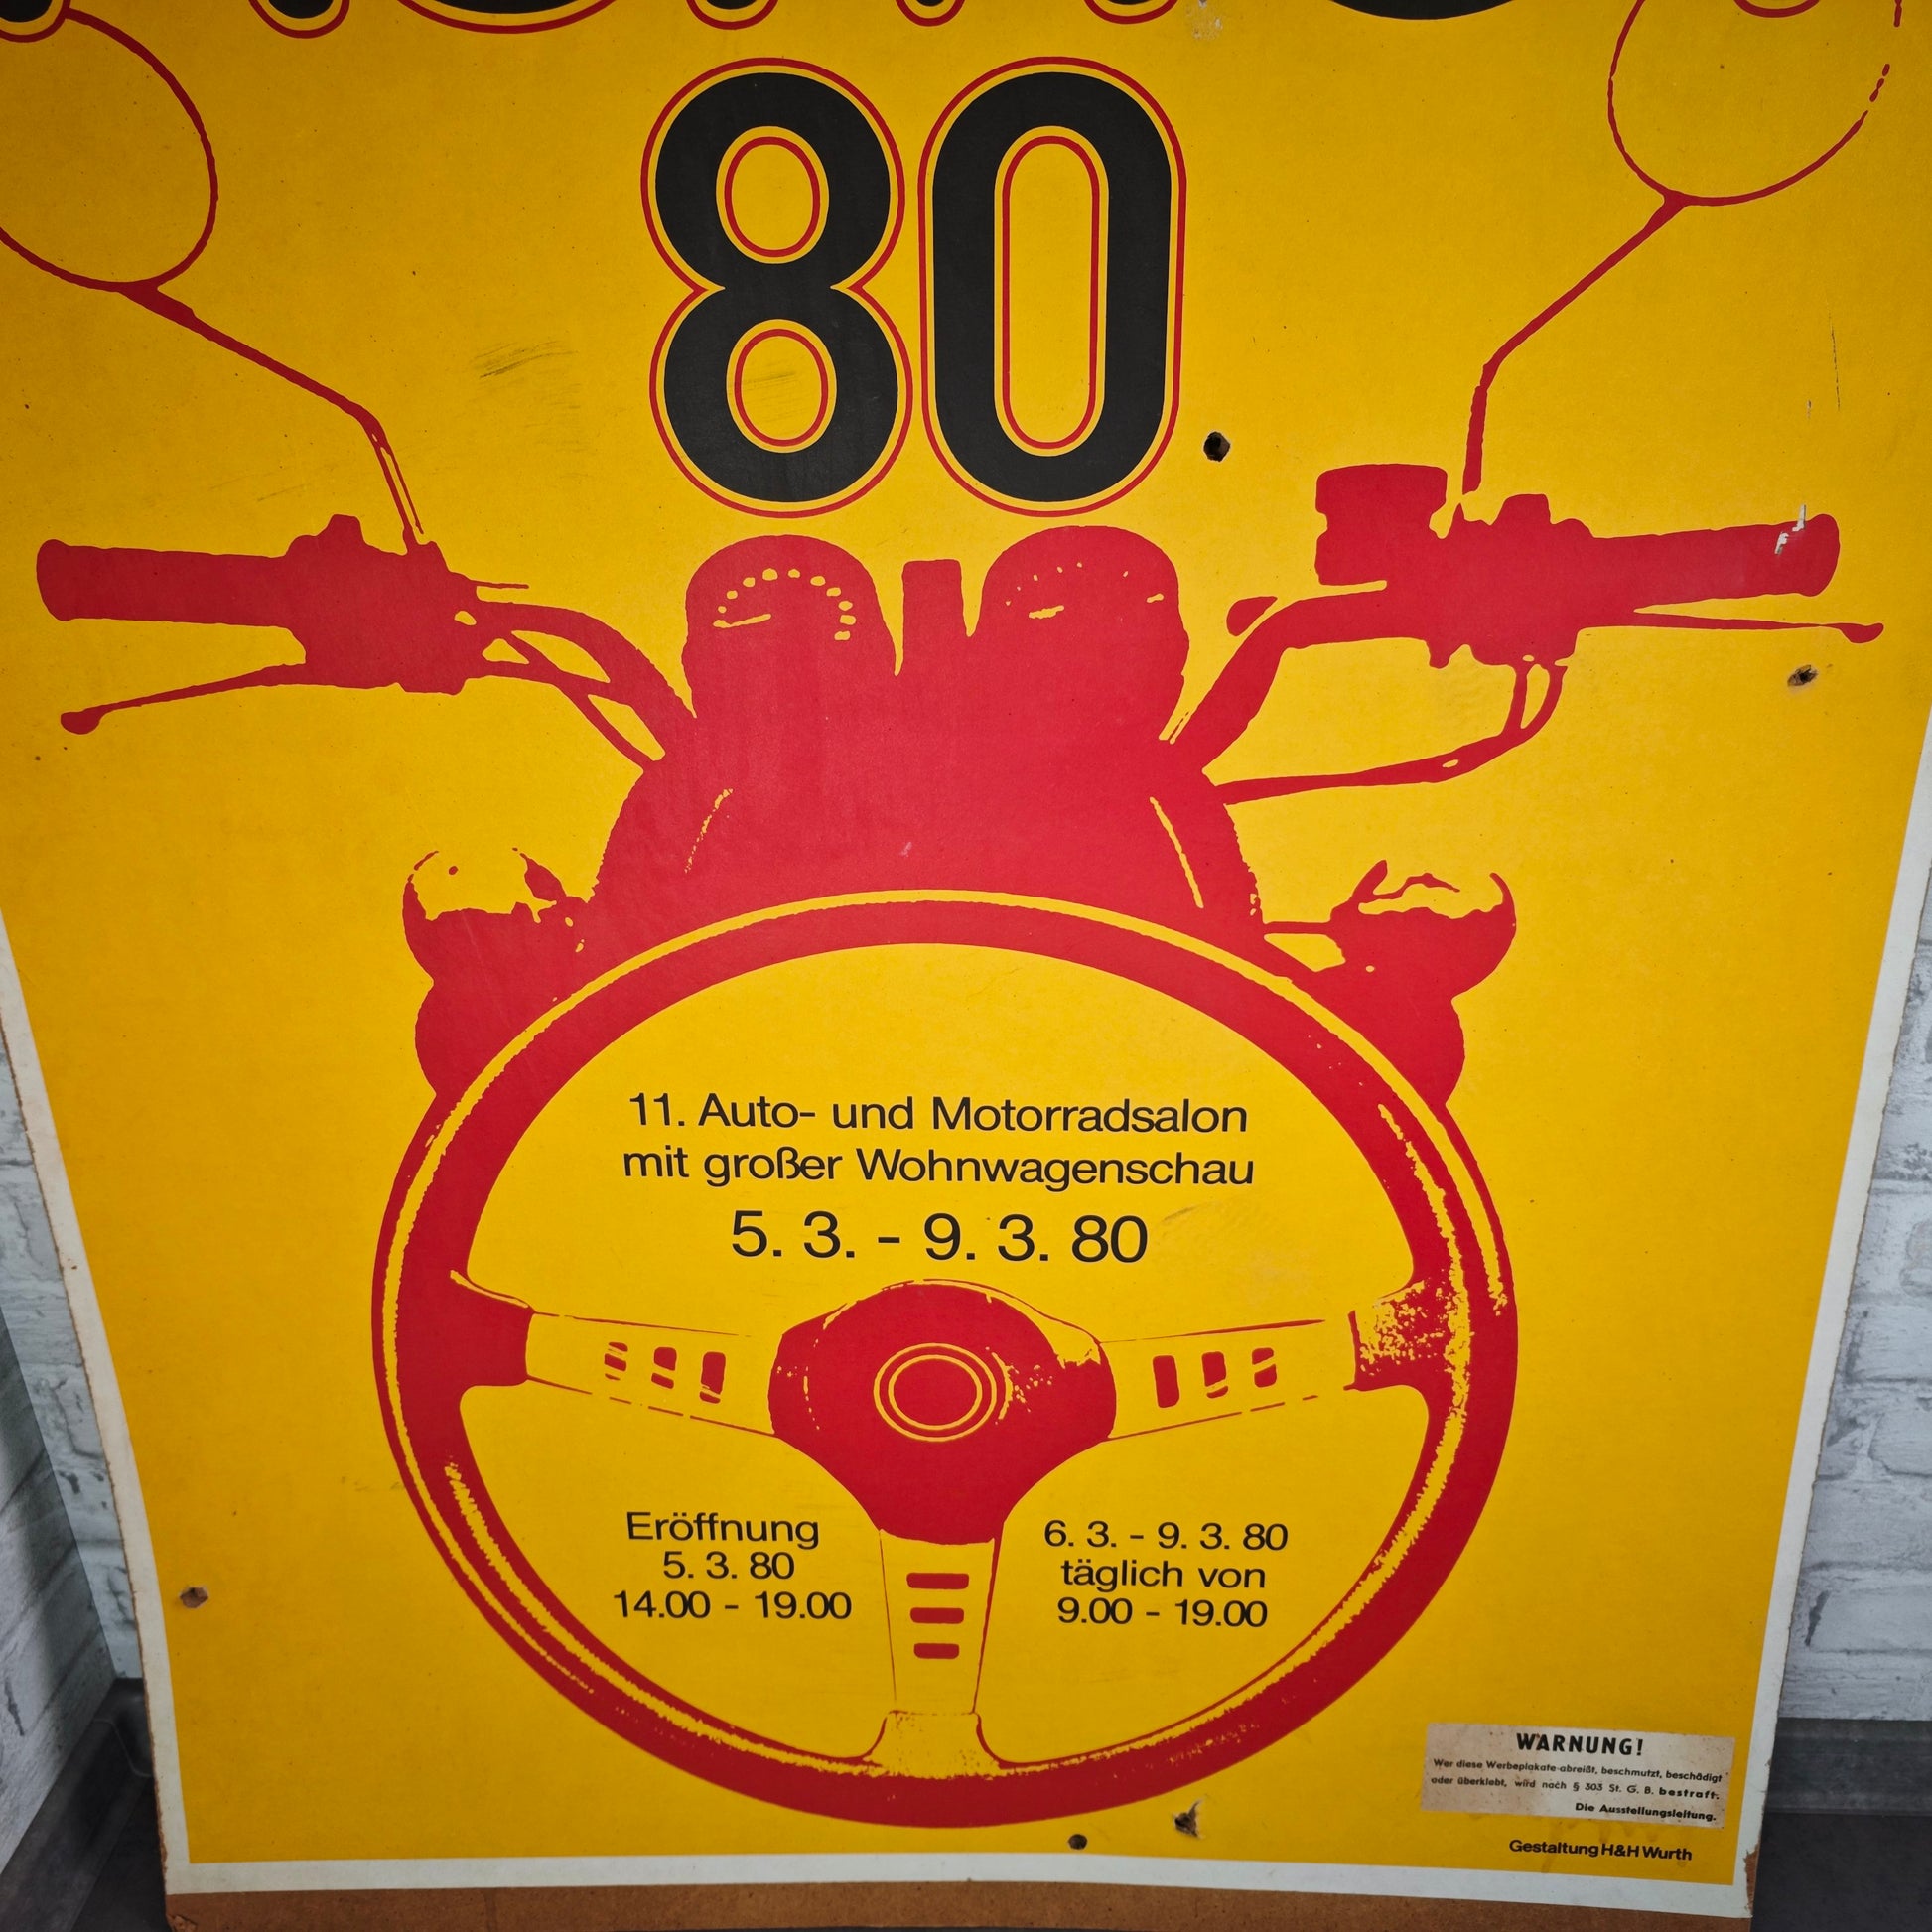 80
11. Auto- und Motorradsalon
mit großer Wohnwagenschau
5. 3. - 9. 3. 80
Eröffnung
5. 3. 80
14.00 - 19.00
6. 3. - 9. 3. 80
täglich von
9.00 - 19.00
WARNUNG!
Wer diese Werbeplakate abreißt, beschmutzt, beschädigt
oder überklebt, wird nach § 303 St. G. B. bestraft.
Die Ausstellungsleitung.
Gestaltung H&H Wurth